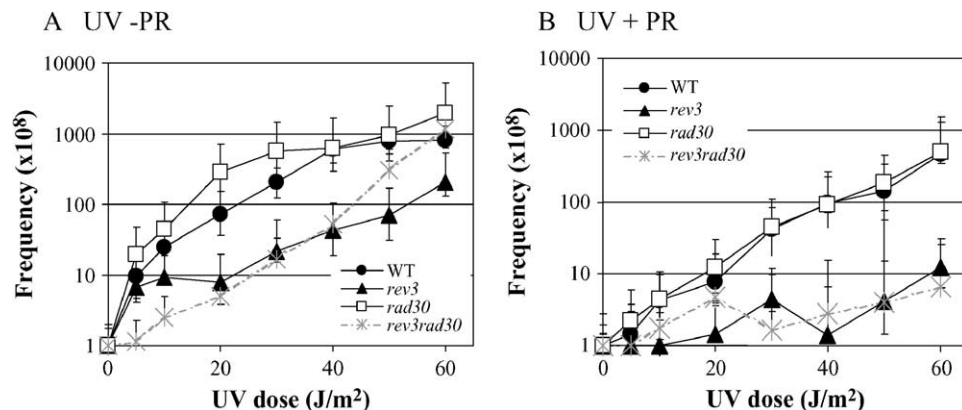 A UV -PR
10000
1000
100
10
1
Frequency (x10⁸)
0 20 40 60
UV dose (J/m²)
WT
rev3
rad30
rev3rad30
B UV + PR
10000
1000
100
10
1
Frequency (x10⁸)
0 20 40 60
UV dose (J/m²)
WT
rev3
rad30
rev3rad30